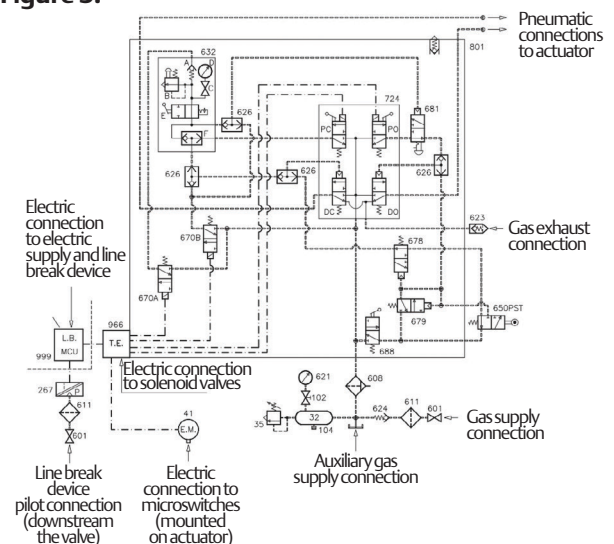 Figure 3.
Pneumatic
connections
to actuator
801
632
A
D
B
C
E
F
626
724
681
PC
PO
626
626
626
DC
DO
Electric
connection
to electric
supply and line
break device
623
Gas exhaust
connection
670B
678
670A
650PST
679
966
L.B.
MCU
T.E.
999
688
Electric connection
to solenoid valves
267
P
621
608
41
102
611
35
32
624
611
601
Gas supply
connection
E.M.
104
601
Auxiliary gas
supply connection
Line break
device
pilot connection
(downstream
the valve)
Electric
connection to
microswitches
(mounted
on actuator)